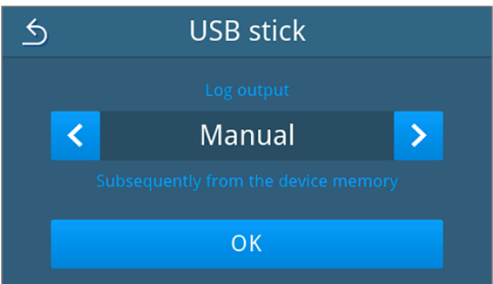 USB stick
Log output
Manual
Subsequently from the device memory
OK